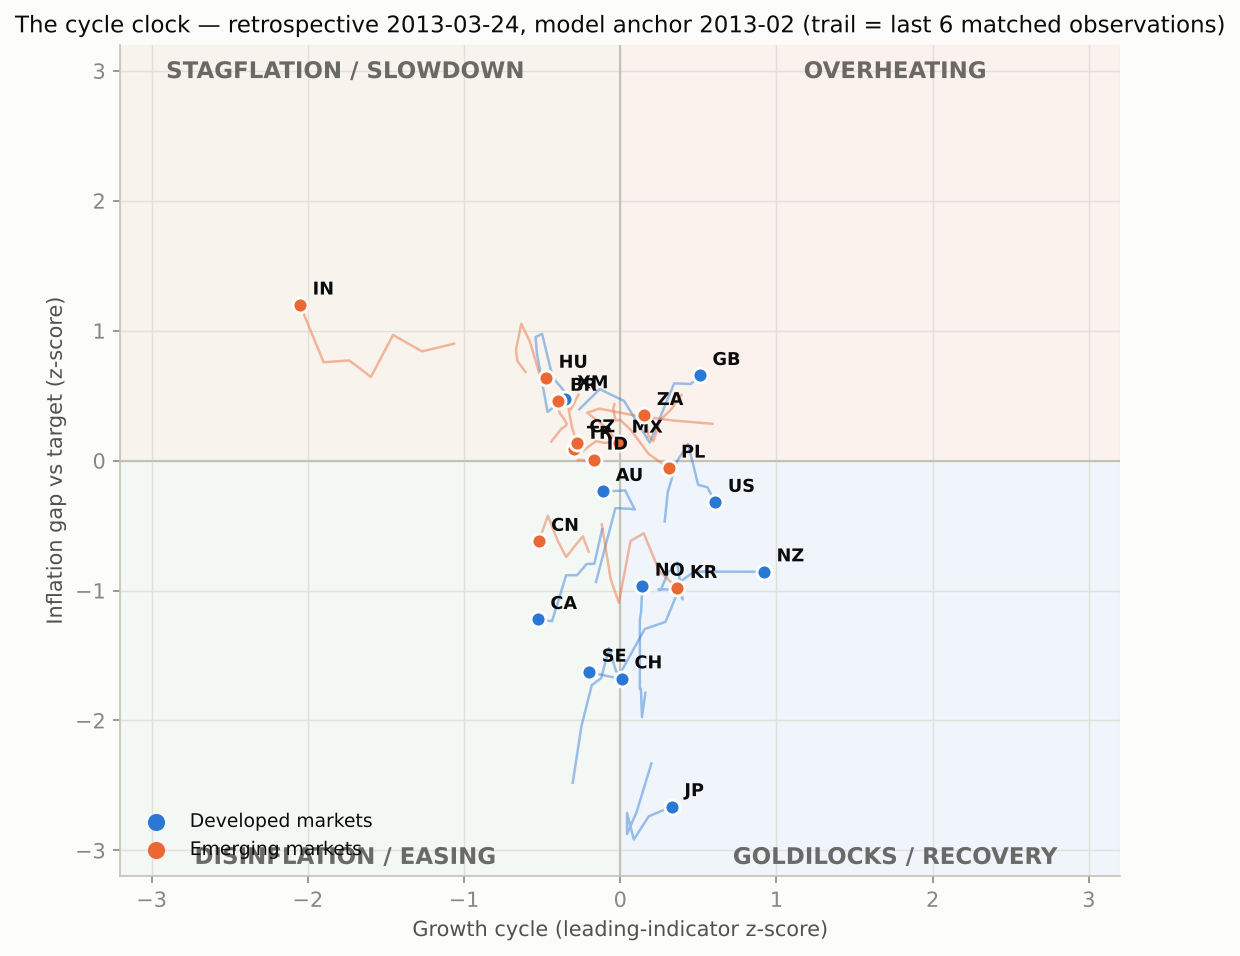 The cycle clock — retrospective 2013-03-24, model anchor 2013-02 (trail = last 6 matched observations)
STAGFLATION / SLOWDOWN
OVERHEATING
3
2
1
0
−1
−2
−3
Inflation gap vs target (z-score)
IN
HU
GB
XM
BR
ZA
CZ
MX
TR
ID
PL
AU
US
CN
NO
KR
NZ
CA
SE
CH
JP
Developed markets
Emerging markets
DISINFLATION / EASING
GOLDILOCKS / RECOVERY
−3
−2
−1
0
1
2
3
Growth cycle (leading-indicator z-score)